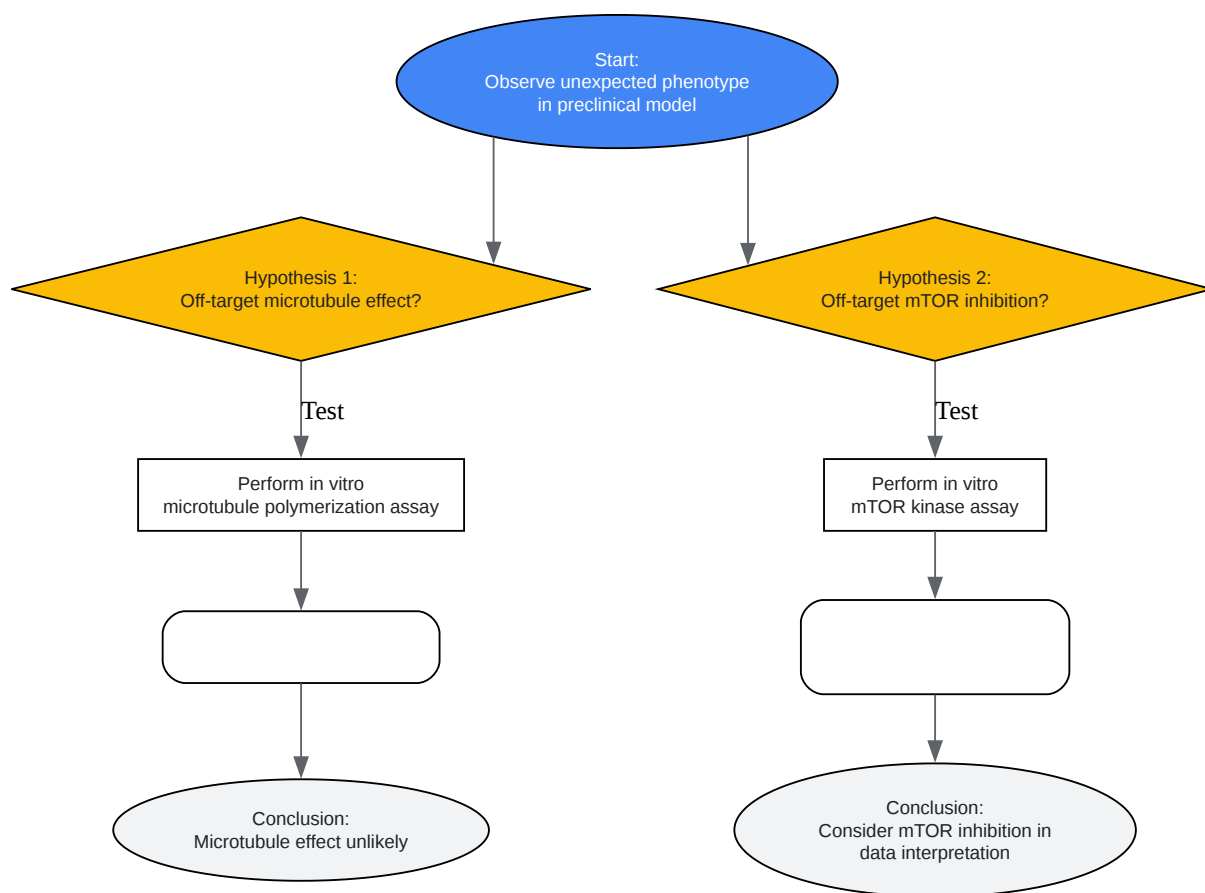 Start:
Observe unexpected phenotype
in preclinical model
Hypothesis 1:
Off-target microtubule effect?
Hypothesis 2:
Off-target mTOR inhibition?
Test
Test
Perform in vitro
microtubule polymerization assay
Perform in vitro
mTOR kinase assay
Conclusion:
Microtubule effect unlikely
Conclusion:
Consider mTOR inhibition in
data interpretation